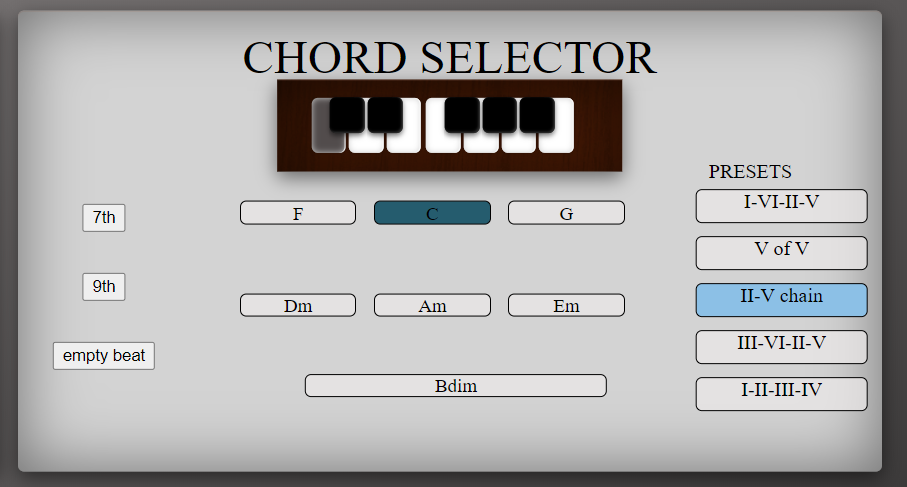 CHORD SELECTOR
PRESETS
7th
9th
empty beat
F
C
G
Dm
Am
Em
Bdim
I-VI-II-V
V of V
II-V chain
III-VI-II-V
I-II-III-IV